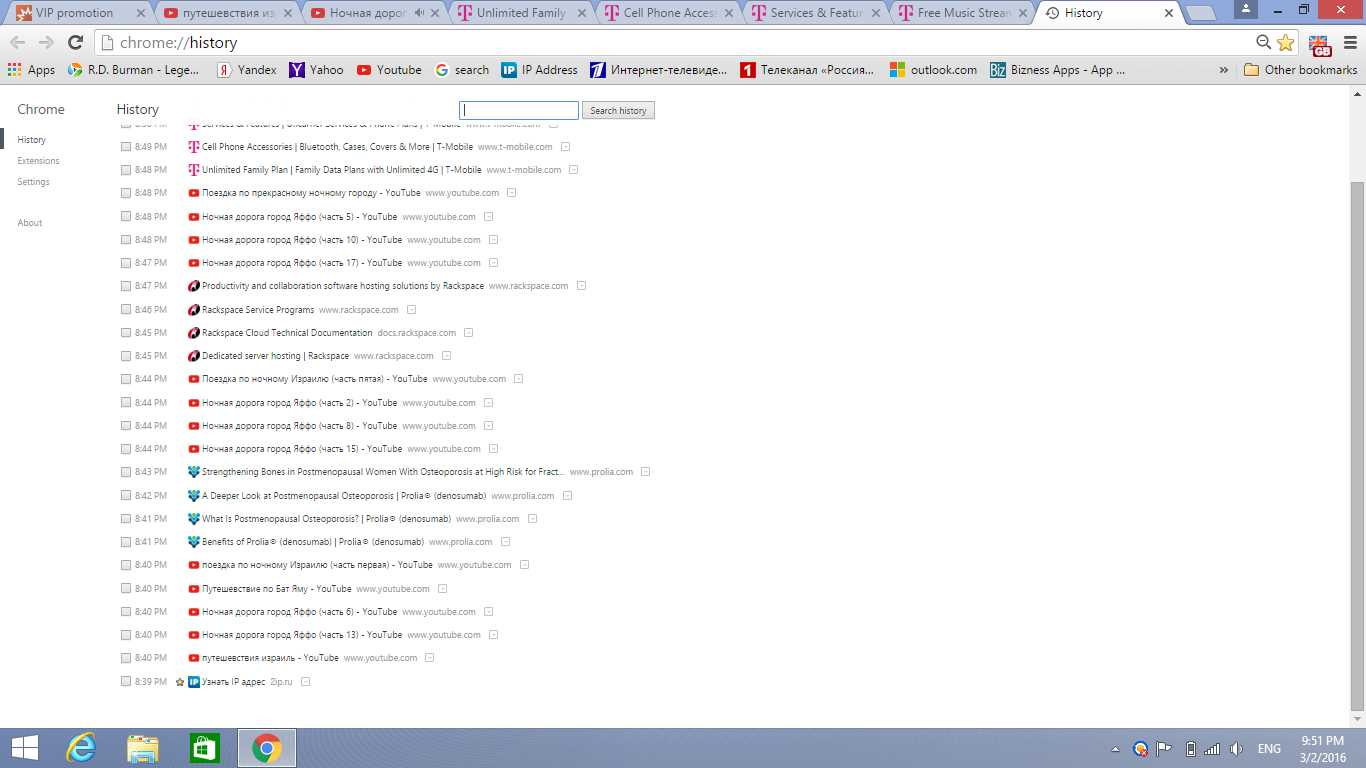 VIP promotion
путешествия из
Ночная дорог
Unlimited Family
Cell Phone Access
Services & Featur
Free Music Stream
History
chrome://history
Apps
R.D. Burman - Lege...
Yandex
Yahoo
Youtube
search
IP Address
Интернет-телевиде...
Телеканал «Россия...
outlook.com
Bizness Apps - App ...
»
Other bookmarks
Chrome
History
Search history
History
Extensions
Settings
About
8:50 PM Services & Features | Unlimited Services & Phone Plans | T-Mobile www.t-mobile.com
8:49 PM Cell Phone Accessories | Bluetooth, Cases, Covers & More | T-Mobile www.t-mobile.com
8:48 PM Unlimited Family Plan | Family Data Plans with Unlimited 4G | T-Mobile www.t-mobile.com
8:48 PM Поездка по прекрасному ночному городу - YouTube www.youtube.com
8:48 PM Ночная дорога город Яффо (часть 5) - YouTube www.youtube.com
8:48 PM Ночная дорога город Яффо (часть 10) - YouTube www.youtube.com
8:47 PM Ночная дорога город Яффо (часть 17) - YouTube www.youtube.com
8:47 PM Productivity and collaboration software hosting solutions by Rackspace www.rackspace.com
8:46 PM Rackspace Service Programs www.rackspace.com
8:45 PM Rackspace Cloud Technical Documentation docs.rackspace.com
8:45 PM Dedicated server hosting | Rackspace www.rackspace.com
8:44 PM Поездка по ночному Израилю (часть пятая) - YouTube www.youtube.com
8:44 PM Ночная дорога город Яффо (часть 2) - YouTube www.youtube.com
8:44 PM Ночная дорога город Яффо (часть 8) - YouTube www.youtube.com
8:44 PM Ночная дорога город Яффо (часть 15) - YouTube www.youtube.com
8:43 PM Strengthening Bones in Postmenopausal Women With Osteoporosis at High Risk for Fract... www.prolia.com
8:42 PM A Deeper Look at Postmenopausal Osteoporosis | Prolia® (denosumab) www.prolia.com
8:41 PM What Is Postmenopausal Osteoporosis? | Prolia® (denosumab) www.prolia.com
8:41 PM Benefits of Prolia® (denosumab) | Prolia® (denosumab) www.prolia.com
8:40 PM поездка по ночному Израилю (часть первая) - YouTube www.youtube.com
8:40 PM Путешествие по Бат Яму - YouTube www.youtube.com
8:40 PM Ночная дорога город Яффо (часть 6) - YouTube www.youtube.com
8:40 PM Ночная дорога город Яффо (часть 13) - YouTube www.youtube.com
8:40 PM путешествия израиль - YouTube www.youtube.com
8:39 PM IP Узнать IP адрес 2ip.ru
ENG
9:51 PM
3/2/2016